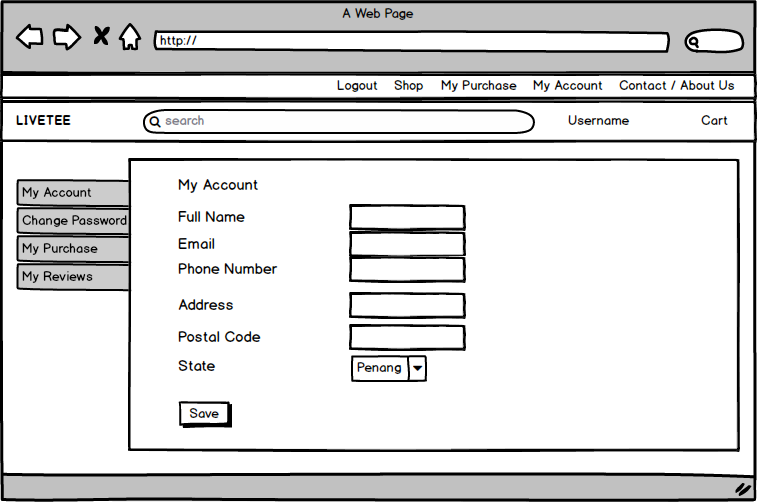 A Web Page
http://
Logout Shop My Purchase My Account Contact / About Us
LIVETEE search Username Cart
My Account
Change Password
My Purchase
My Reviews
My Account
Full Name
Email
Phone Number
Address
Postal Code
State Penang
Save